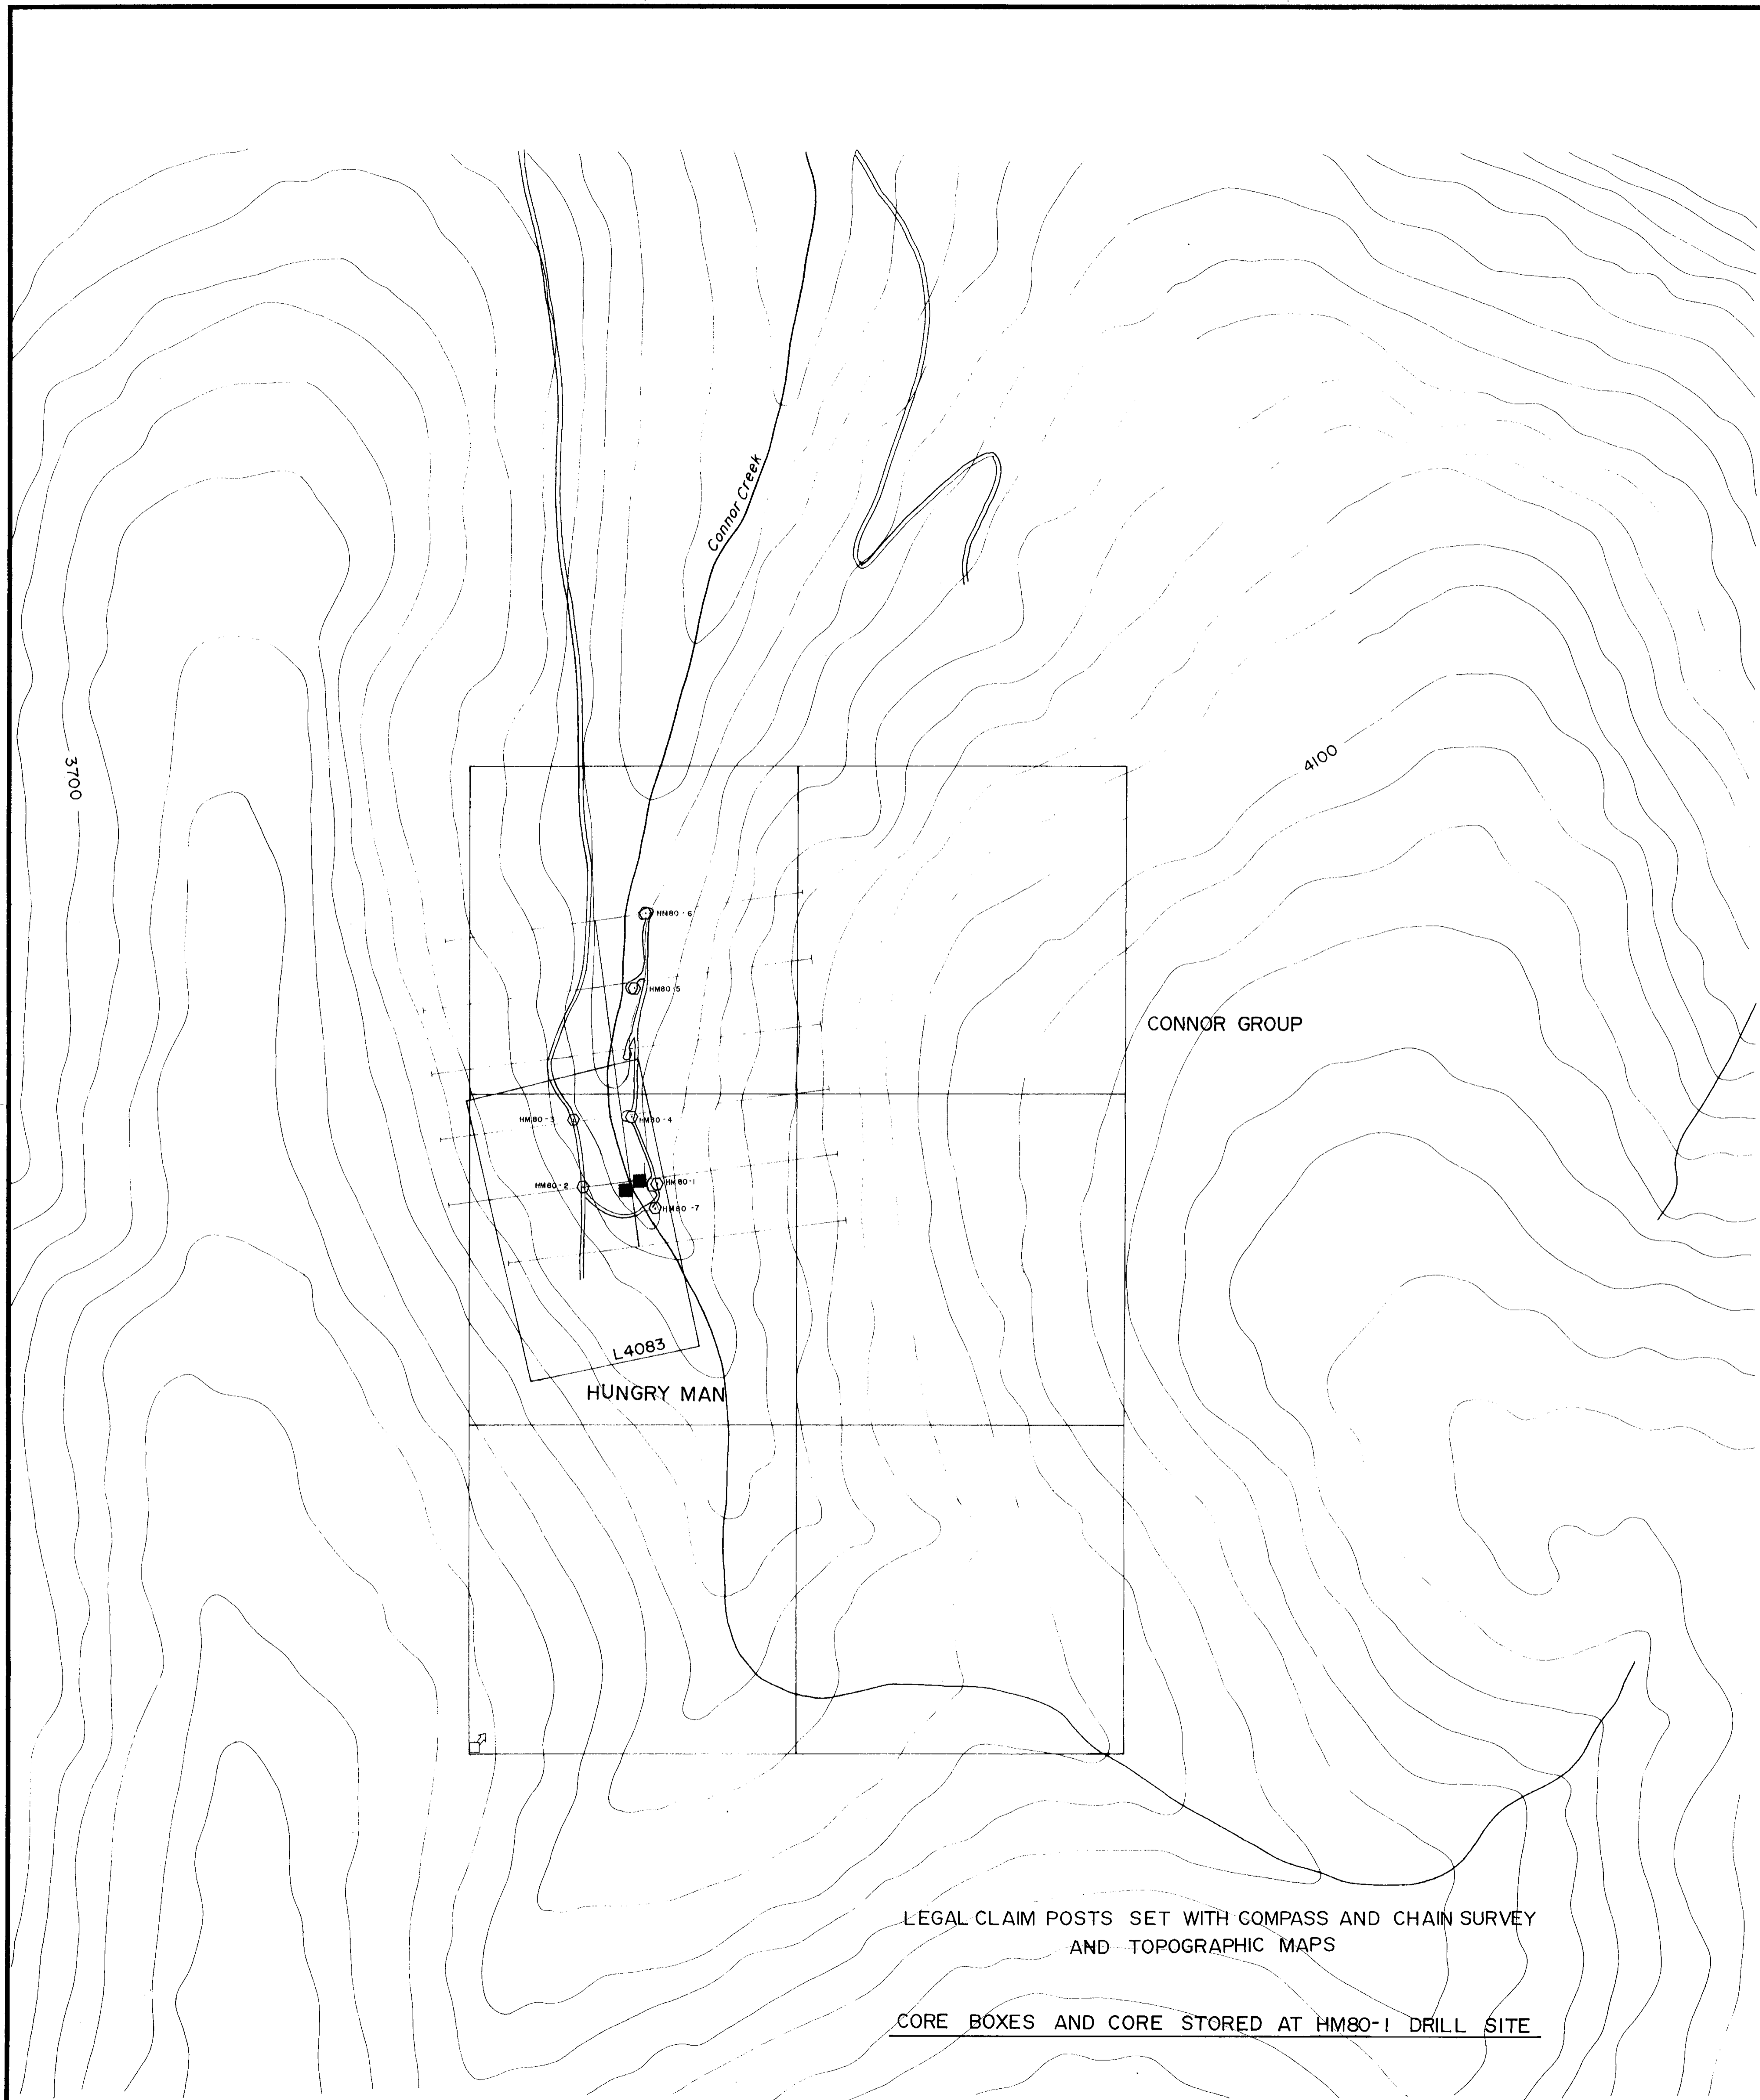 Connor Creek
3700
4100
HM80-6
HM80-5
CONNOR GROUP
HM80-3
HM80-4
HM80-2
HM80-1
HM80-7
L4083
HUNGRY MAN
LEGAL CLAIM POSTS SET WITH COMPASS AND CHAIN SURVEY
AND TOPOGRAPHIC MAPS
CORE BOXES AND CORE STORED AT HM80-1 DRILL SITE